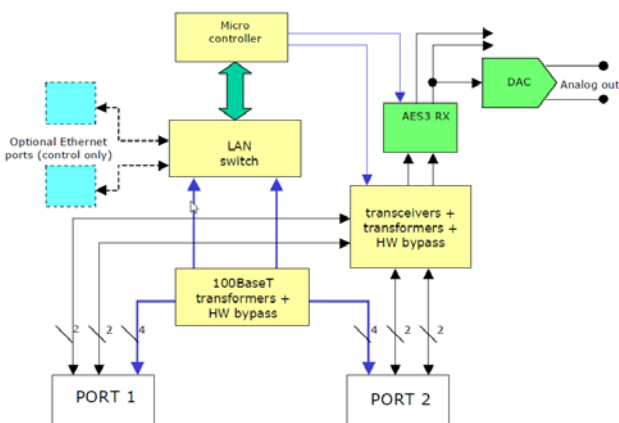 Micro
controller
DAC
Analog out
AES3 RX
Optional Ethernet
ports (control only)
LAN
switch
transceivers +
transformers +
HW bypass
100BaseT
transformers +
HW bypass
2
2
4
4
2
2
PORT 1
PORT 2